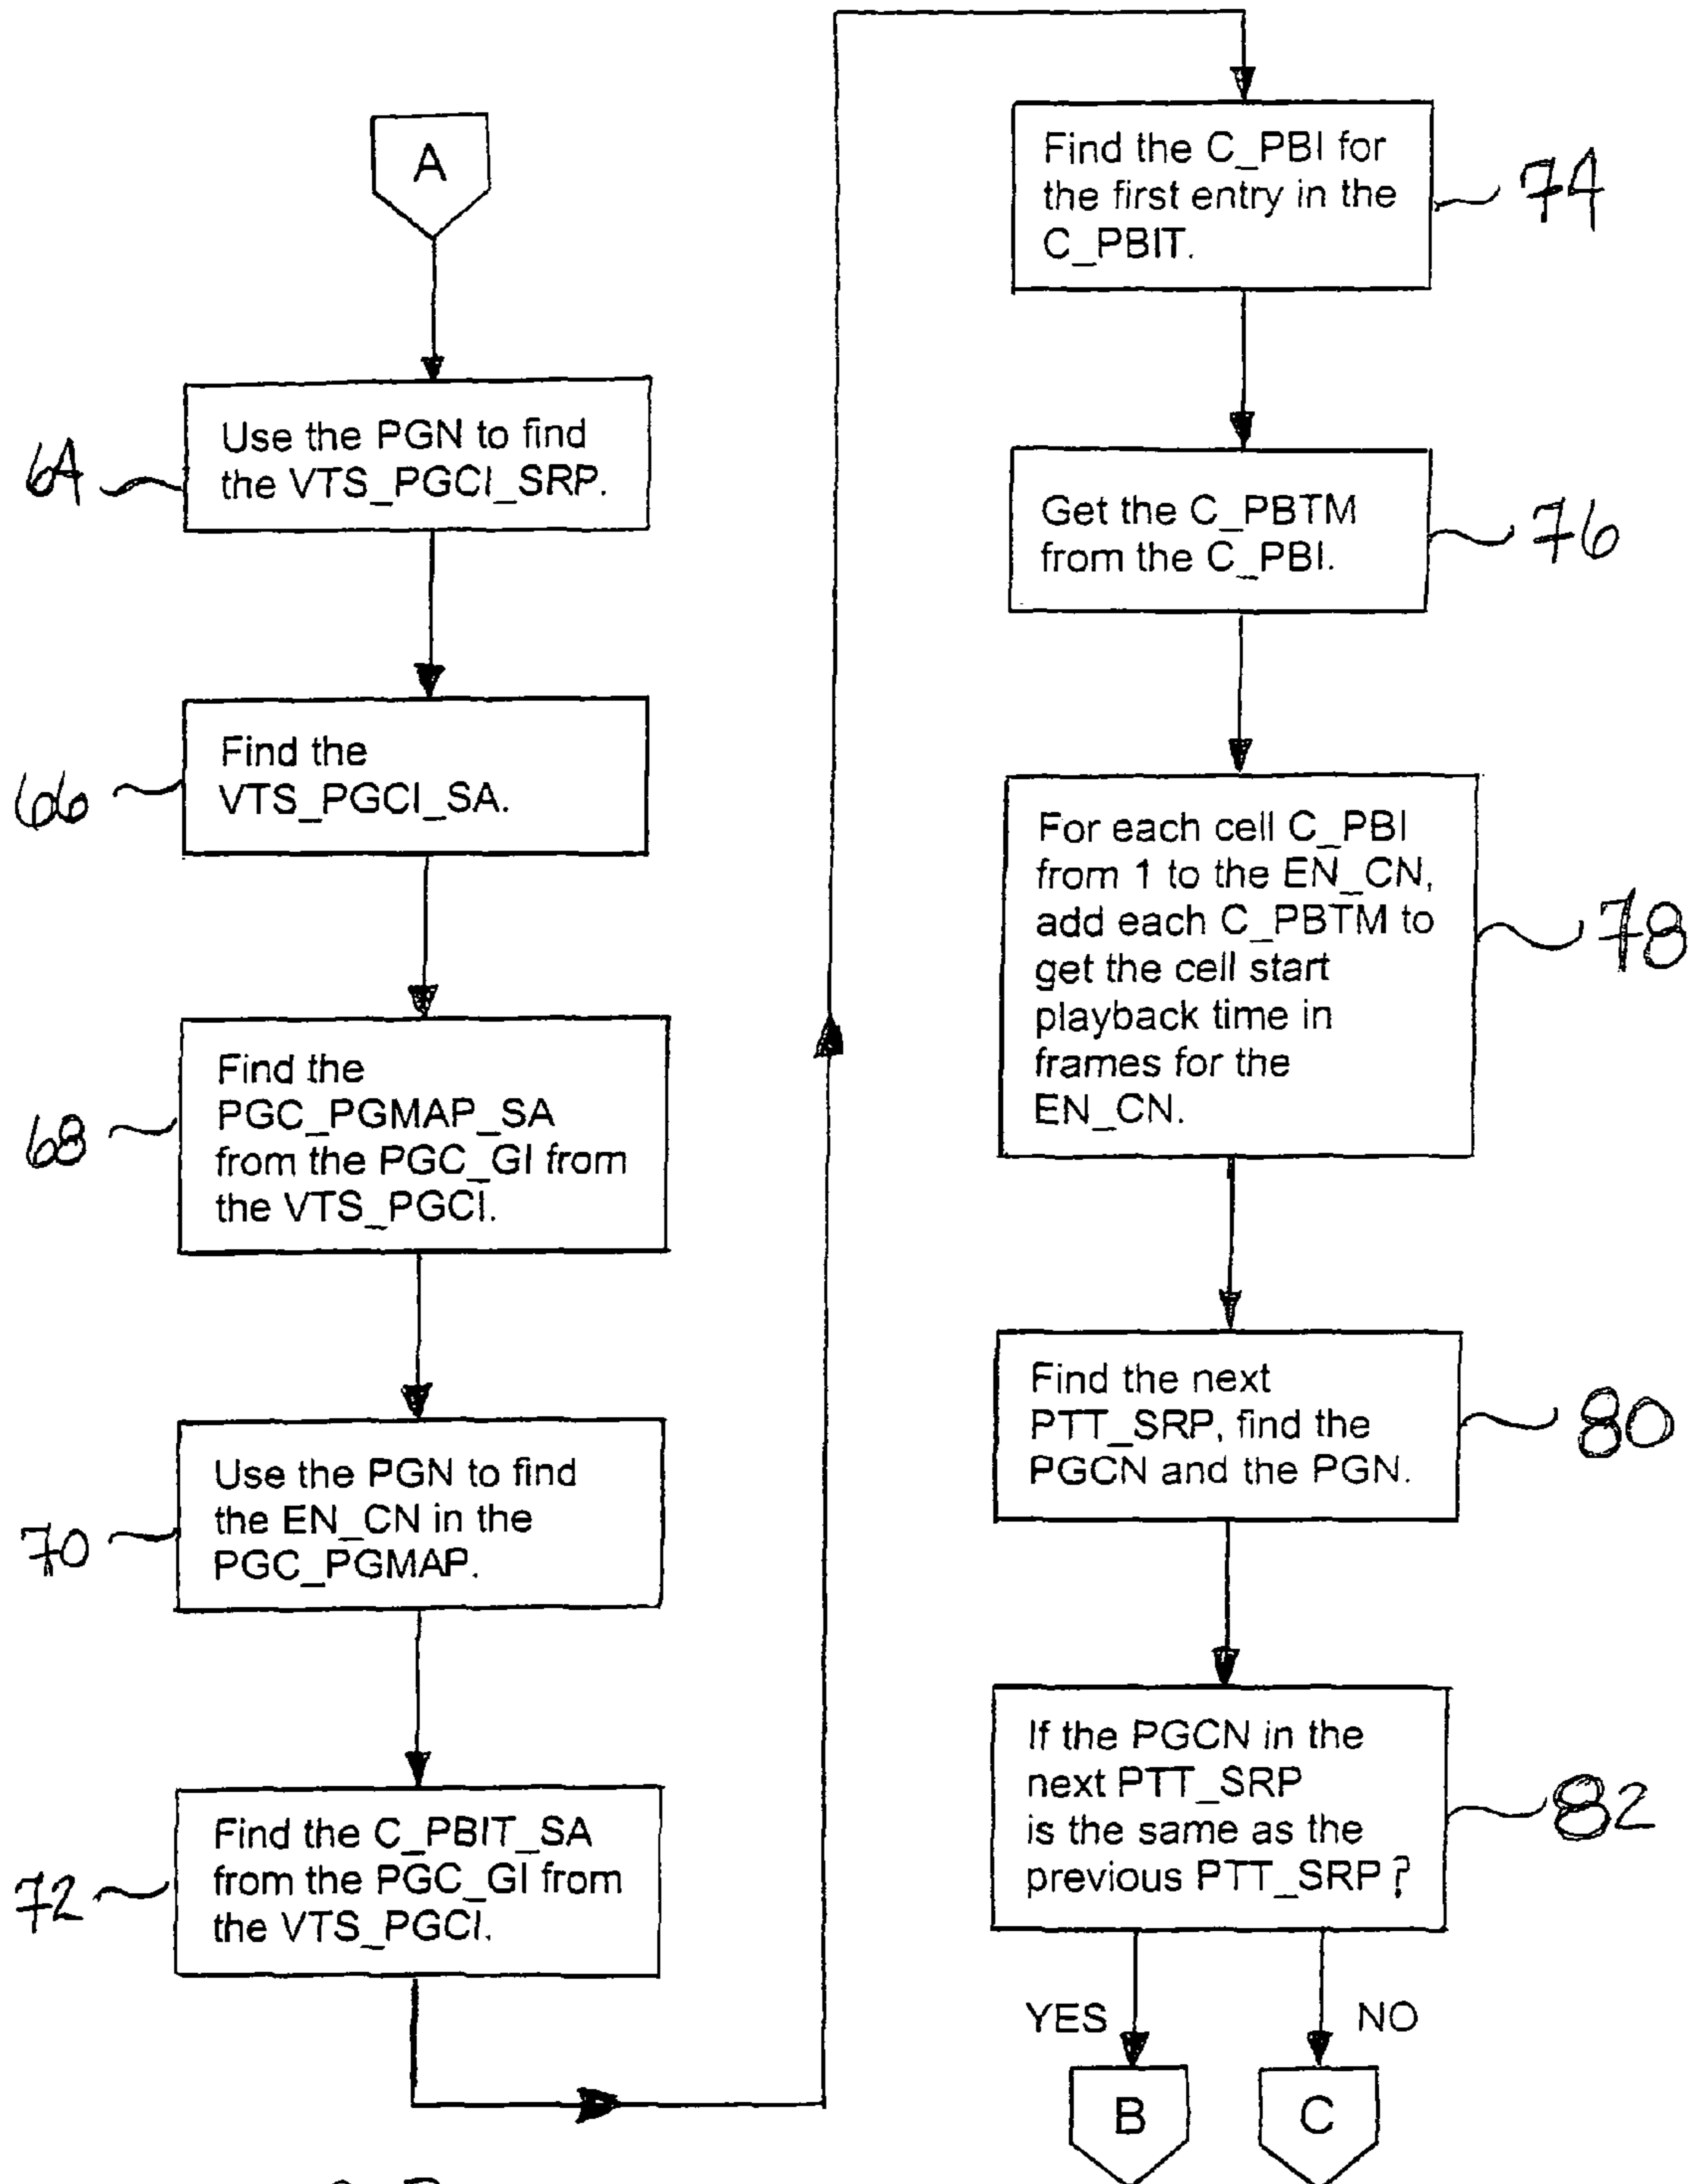 A
64
Use the PGN to find
the VTS_PGCI_SRP.
66
Find the
VTS_PGCI_SA.
68
Find the
PGC_PGMAP_SA
from the PGC_GI from
the VTS_PGCI.
70
Use the PGN to find
the EN_CN in the
PGC_PGMAP.
72
Find the C_PBIT_SA
from the PGC_GI from
the VTS_PGCI.
Find the C_PBI for
the first entry in the
C_PBIT.
74
Get the C_PBTM
from the C_PBI.
76
For each cell C_PBI
from 1 to the EN_CN,
add each C_PBTM to
get the cell start
playback time in
frames for the
EN_CN.
78
Find the next
PTT_SRP, find the
PGCN and the PGN.
80
If the PGCN in the
next PTT_SRP
is the same as the
previous PTT_SRP?
82
YES
NO
B
C